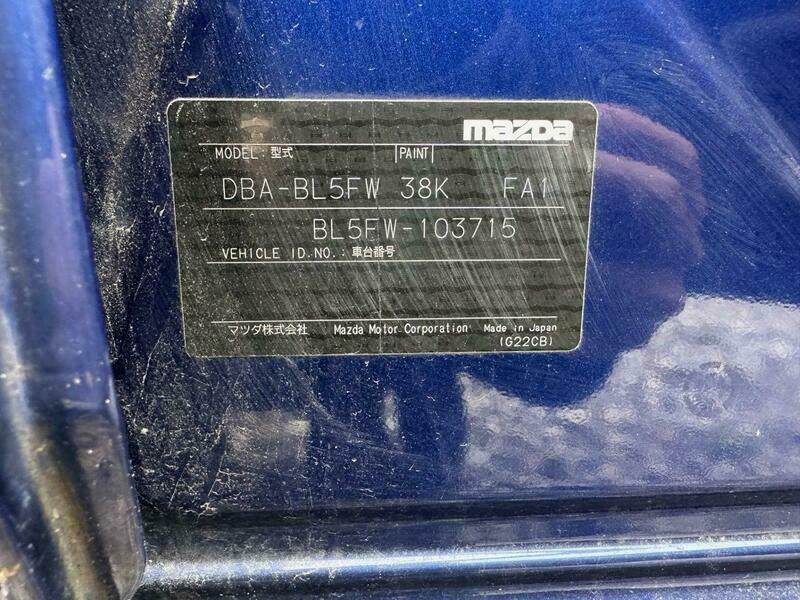 mazda
MODEL: 型式 PAINT
DBA-BL5FW 38K FA1
BL5FW-103715
VEHICLE ID.NO.: 車台番号
マツダ株式会社 Mazda Motor Corporation Made in Japan
(G22CB)